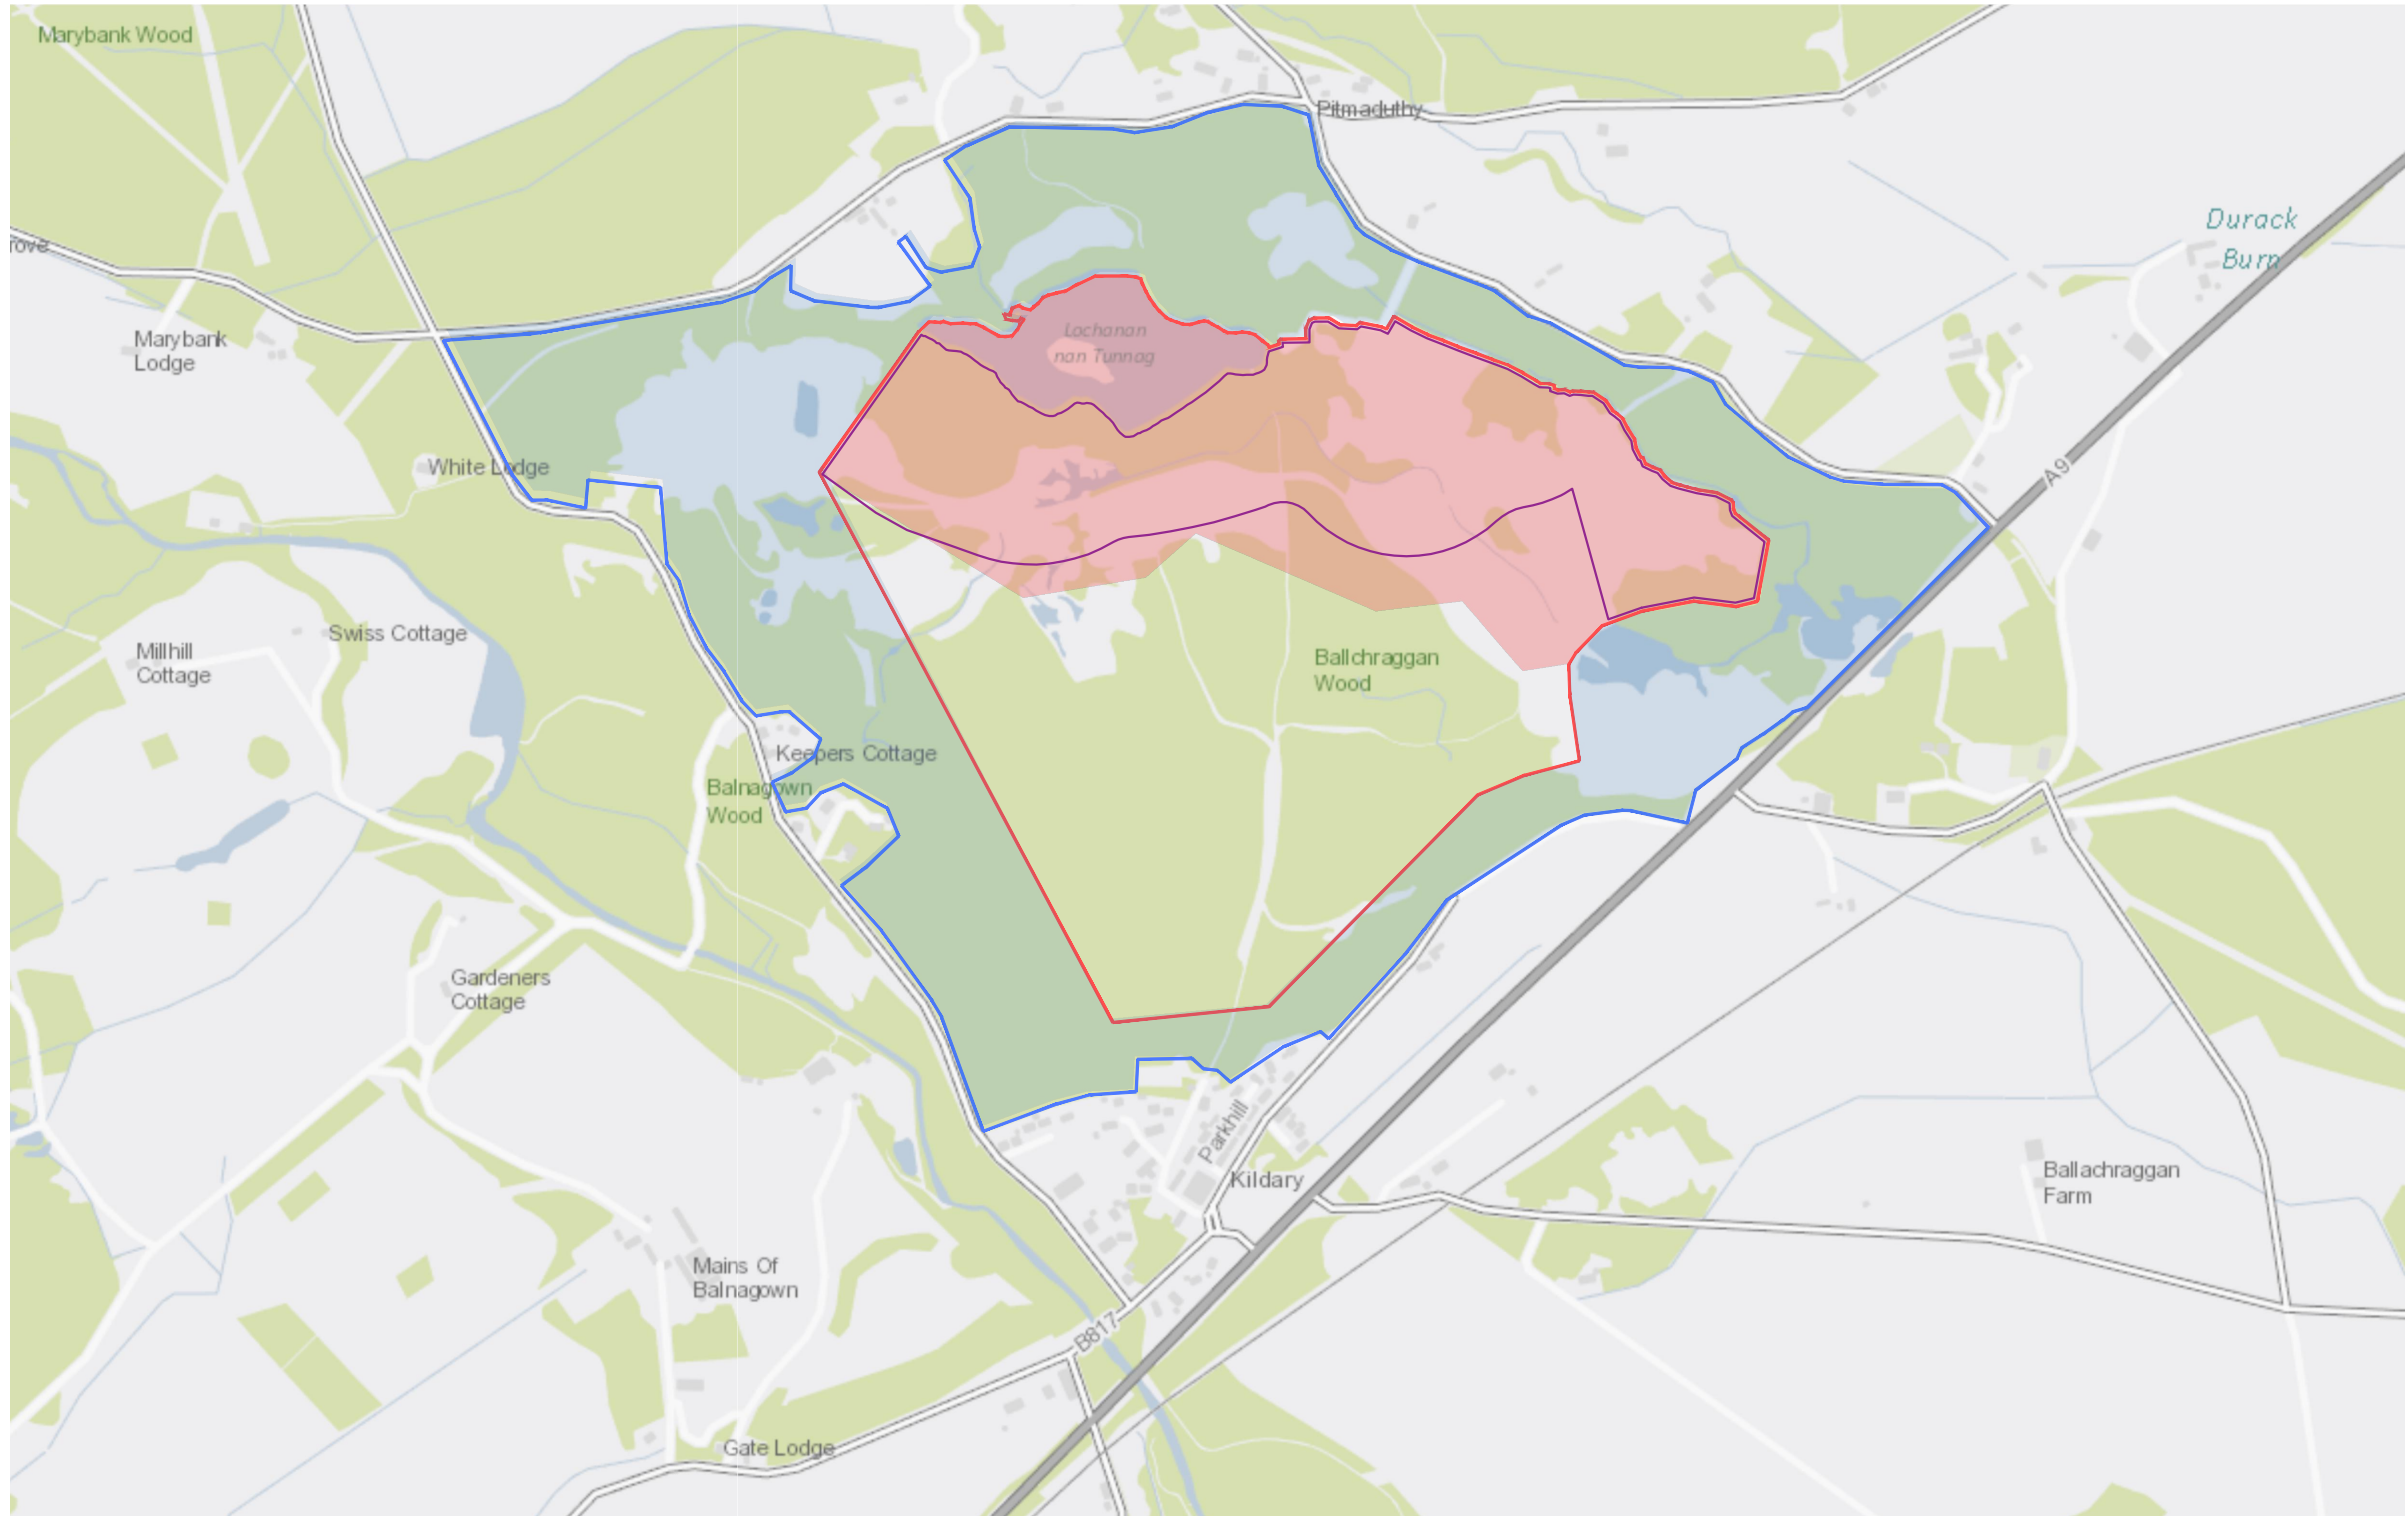 Marybank Wood
Pitmaduthy
Durack
Burn
rove
Marybank
Lodge
Lochanan
nan Tunnag
White Lodge
A9
Swiss Cottage
Millhill
Cottage
Ballchraggan
Wood
Keepers Cottage
Balnagown
Wood
Gardeners
Cottage
Parkhill
Kildary
Ballachraggan
Farm
Mains Of
Balnagown
B817
Gate Lodge